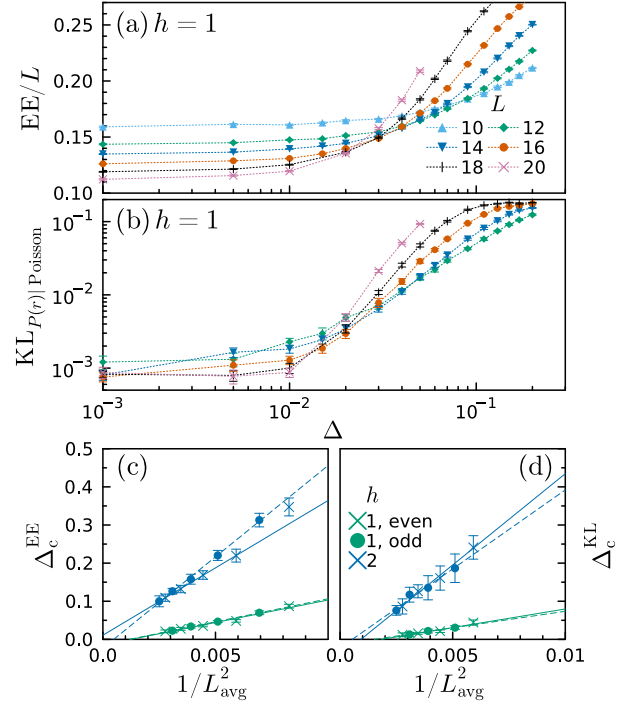 (a) h = 1
EE/L
0.25
0.20
0.15
0.10
L
10 12
14 16
18 20
(b) h = 1
KL_{P(r)|Poisson}
10^{-1}
10^{-2}
10^{-3}
10^{-3} 10^{-2} 10^{-1}
Δ
(c)
Δ_c^{EE}
0.5
0.4
0.3
0.2
0.1
0.0
0.0 0.005
1/L_{avg}^2
(d)
h
1, even
1, odd
2
Δ_c^{KL}
0.0 0.005 0.01
1/L_{avg}^2